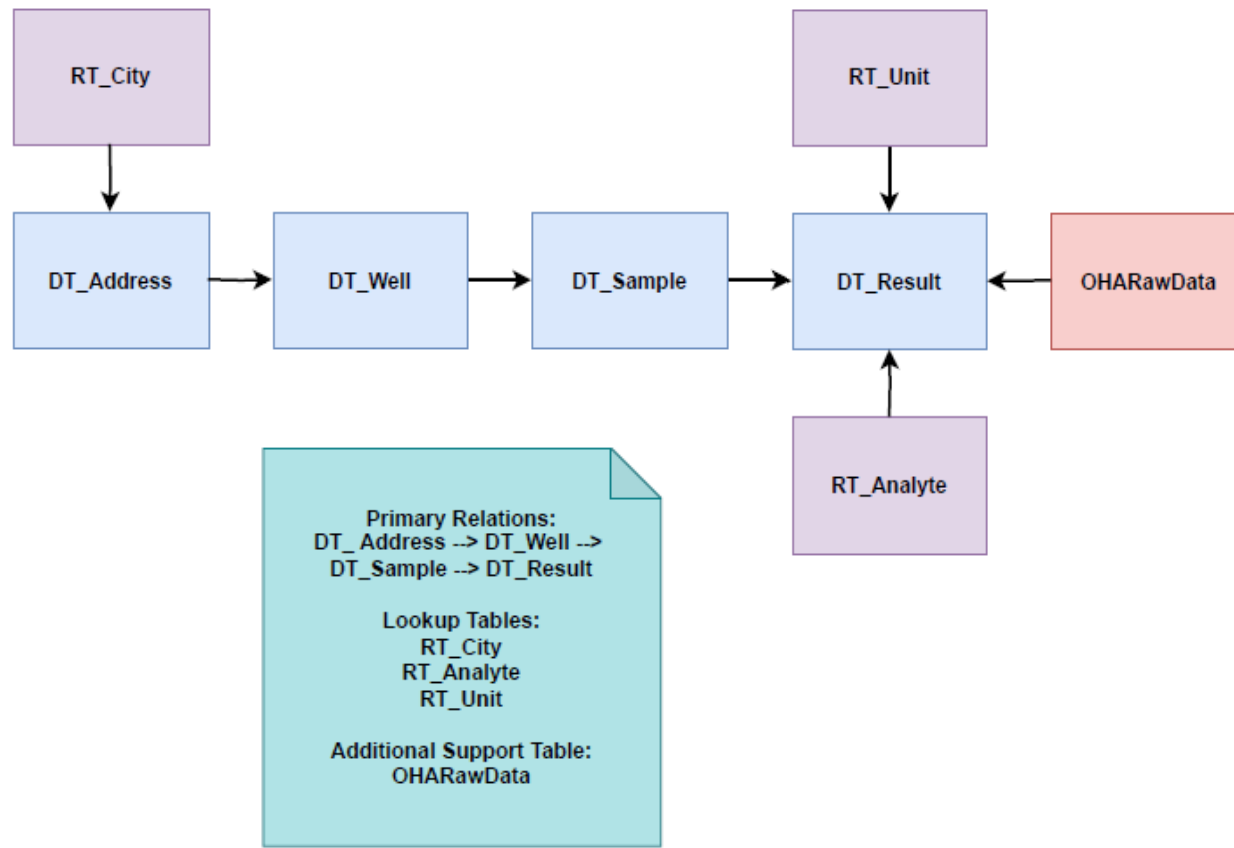 RT_City
RT_Unit
DT_Address
DT_Well
DT_Sample
DT_Result
OHARawData
RT_Analyte
Primary Relations:
DT_ Address --> DT_Well -->
DT_Sample --> DT_Result
Lookup Tables:
RT_City
RT_Analyte
RT_Unit
Additional Support Table:
OHARawData